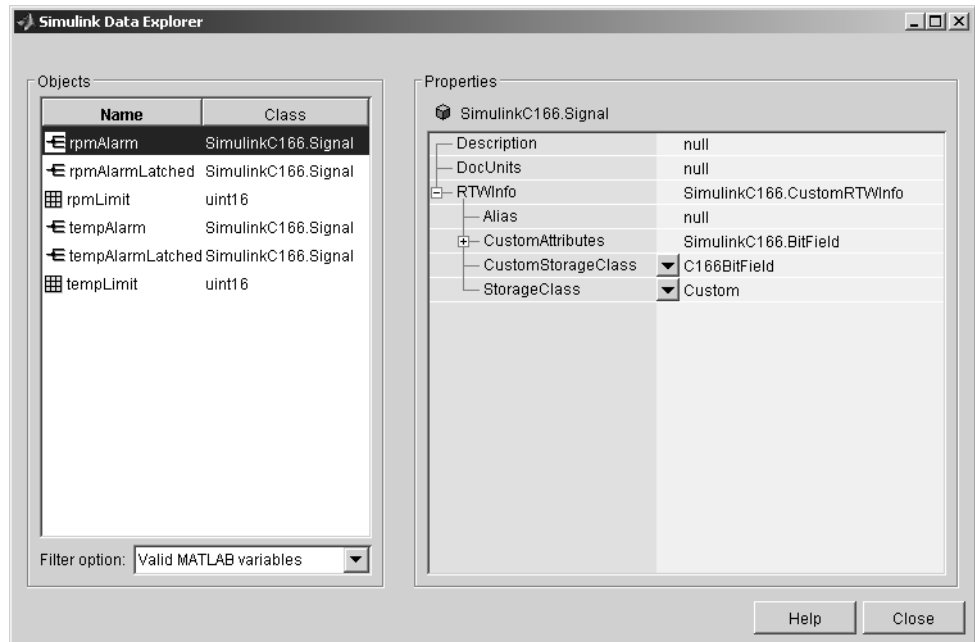 Simulink Data Explorer
Objects
Name Class
rpmAlarm SimulinkC166.Signal
rpmAlarmLatched SimulinkC166.Signal
rpmLimit uint16
tempAlarm SimulinkC166.Signal
tempAlarmLatched SimulinkC166.Signal
tempLimit uint16
Filter option: Valid MATLAB variables
Properties
SimulinkC166.Signal
Description null
DocUnits null
RTWInfo SimulinkC166.CustomRTWInfo
Alias null
CustomAttributes SimulinkC166.BitField
CustomStorageClass C166BitField
StorageClass Custom
Help Close